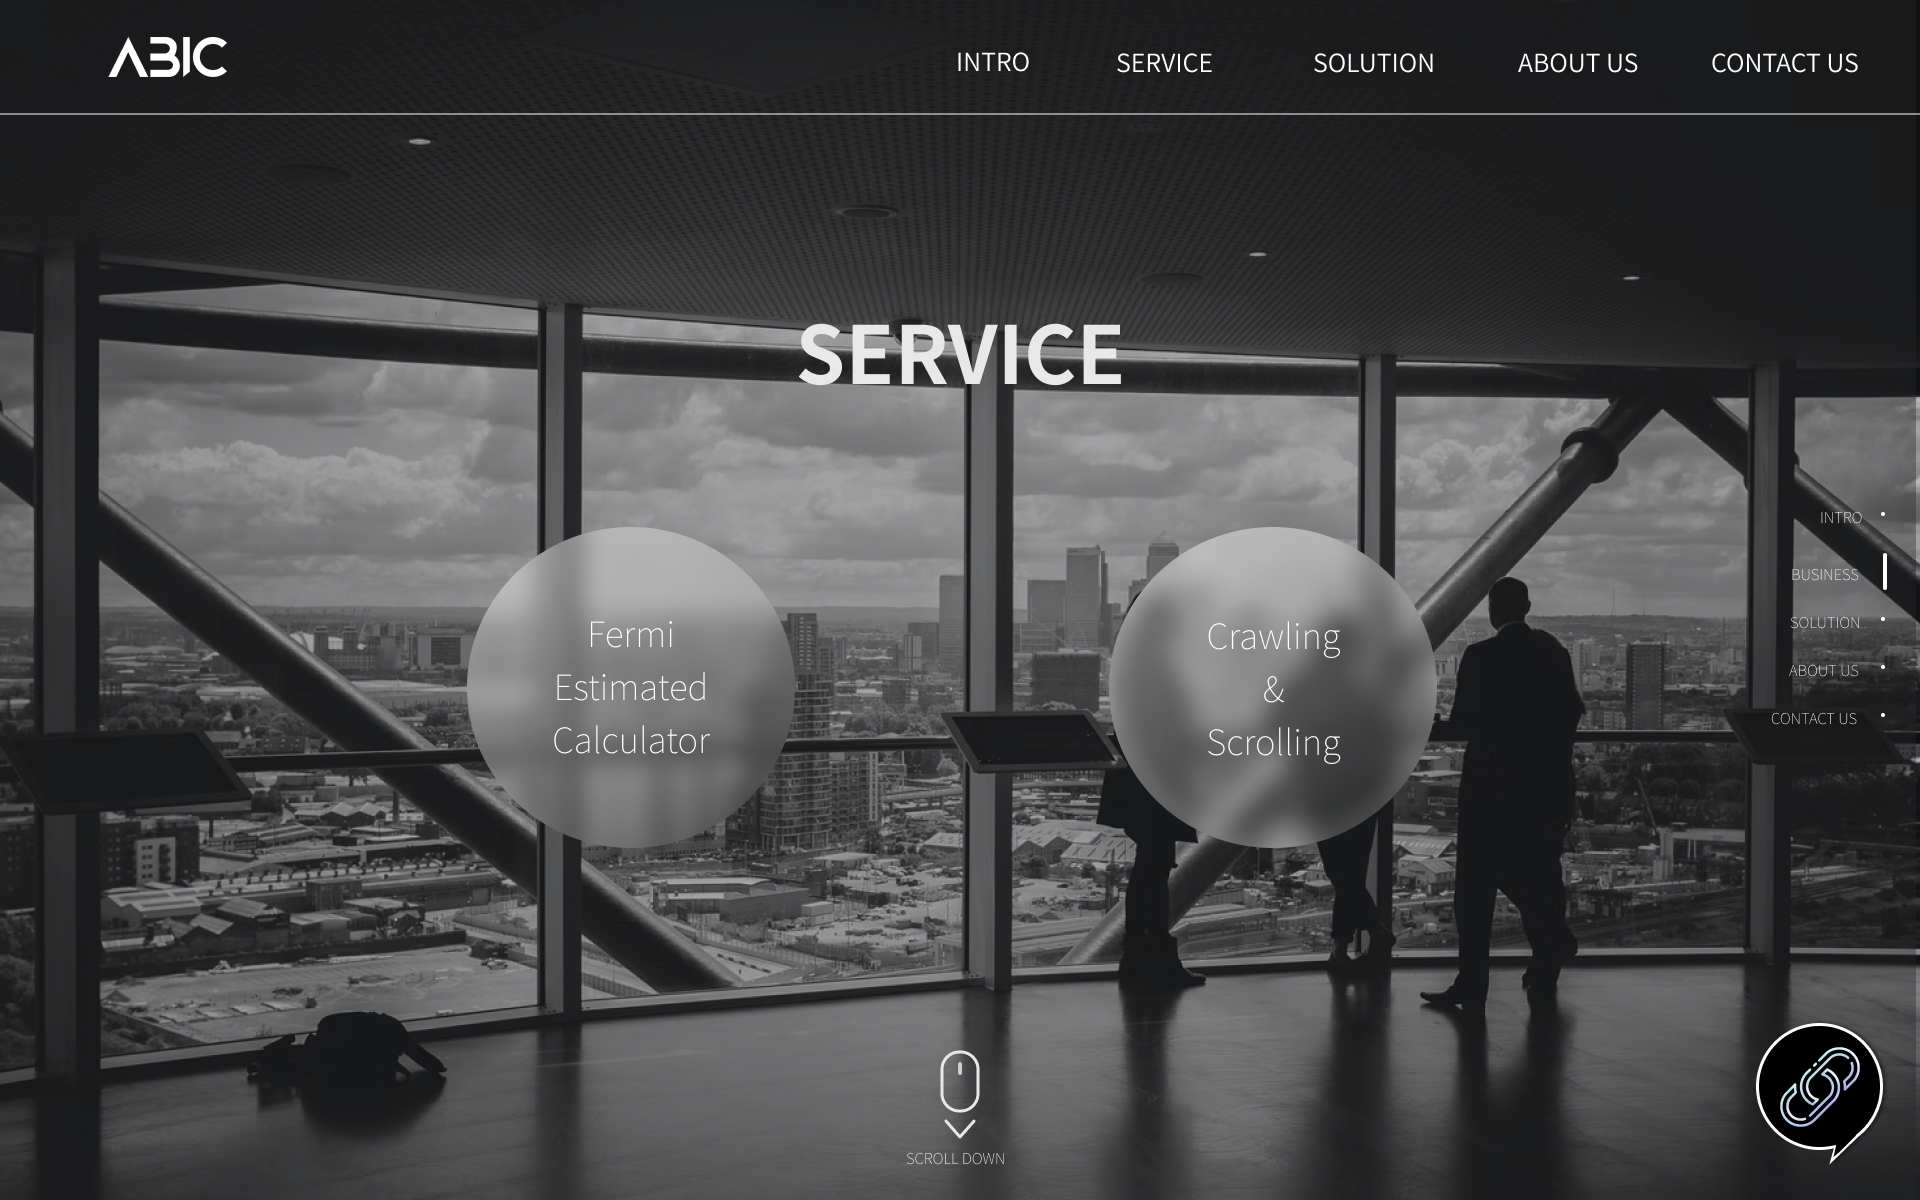 ABIC
INTRO
SERVICE
SOLUTION
ABOUT US
CONTACT US
SERVICE
Fermi
Estimated
Calculator
Crawling
&
Scrolling
INTRO
BUSINESS
SOLUTION
ABOUT US
CONTACT US
SCROLL DOWN